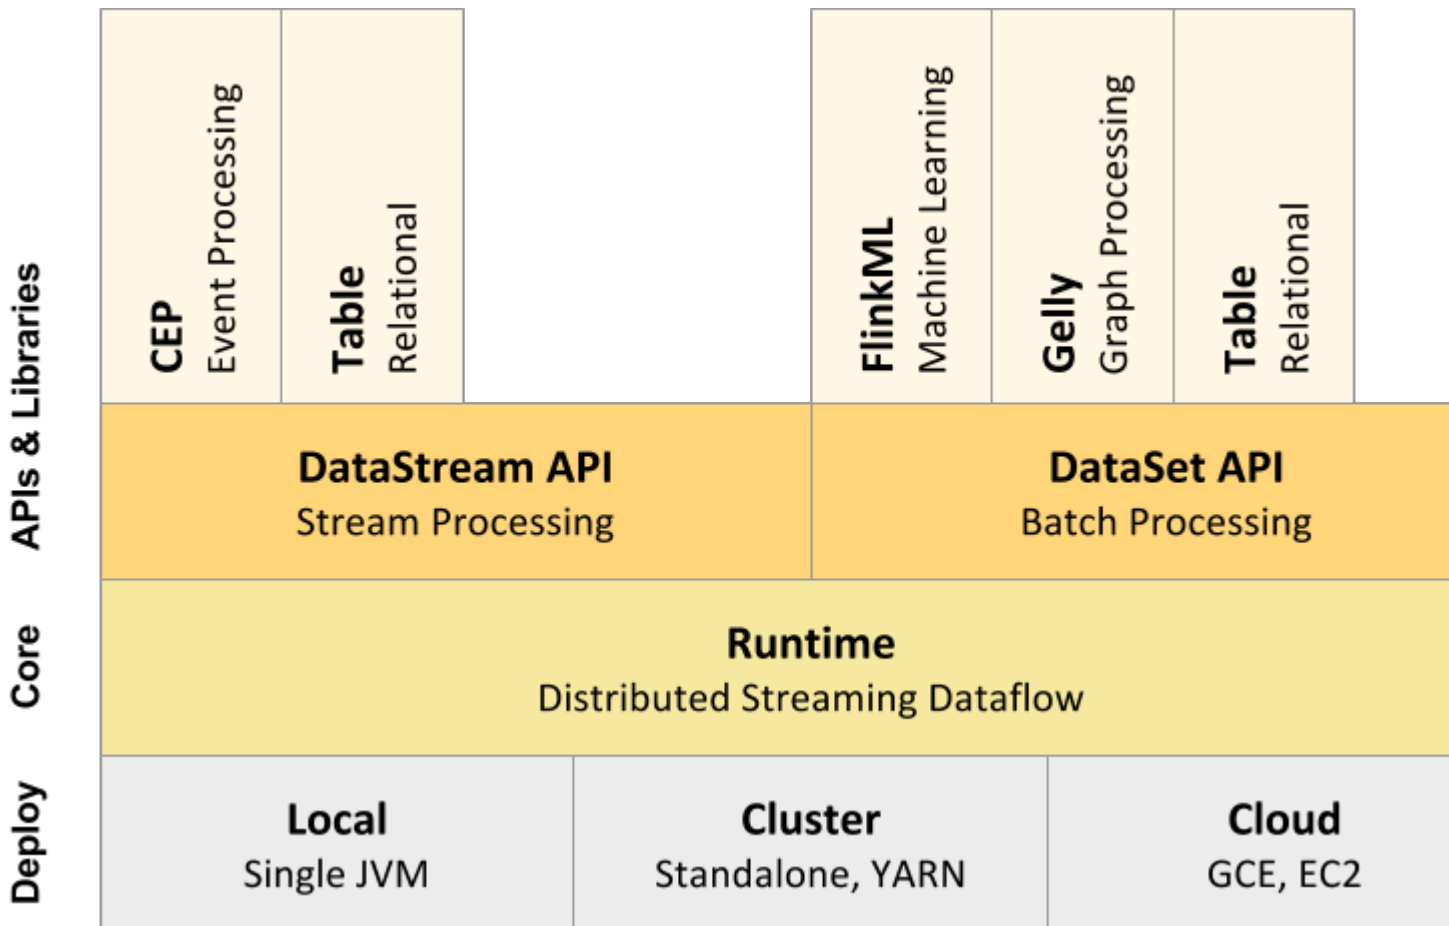 CEP
Event Processing
Table
Relational
FlinkML
Machine Learning
Gelly
Graph Processing
Table
Relational
APIs & Libraries
DataStream API
Stream Processing
DataSet API
Batch Processing
Core
Runtime
Distributed Streaming Dataflow
Deploy
Local
Single JVM
Cluster
Standalone, YARN
Cloud
GCE, EC2